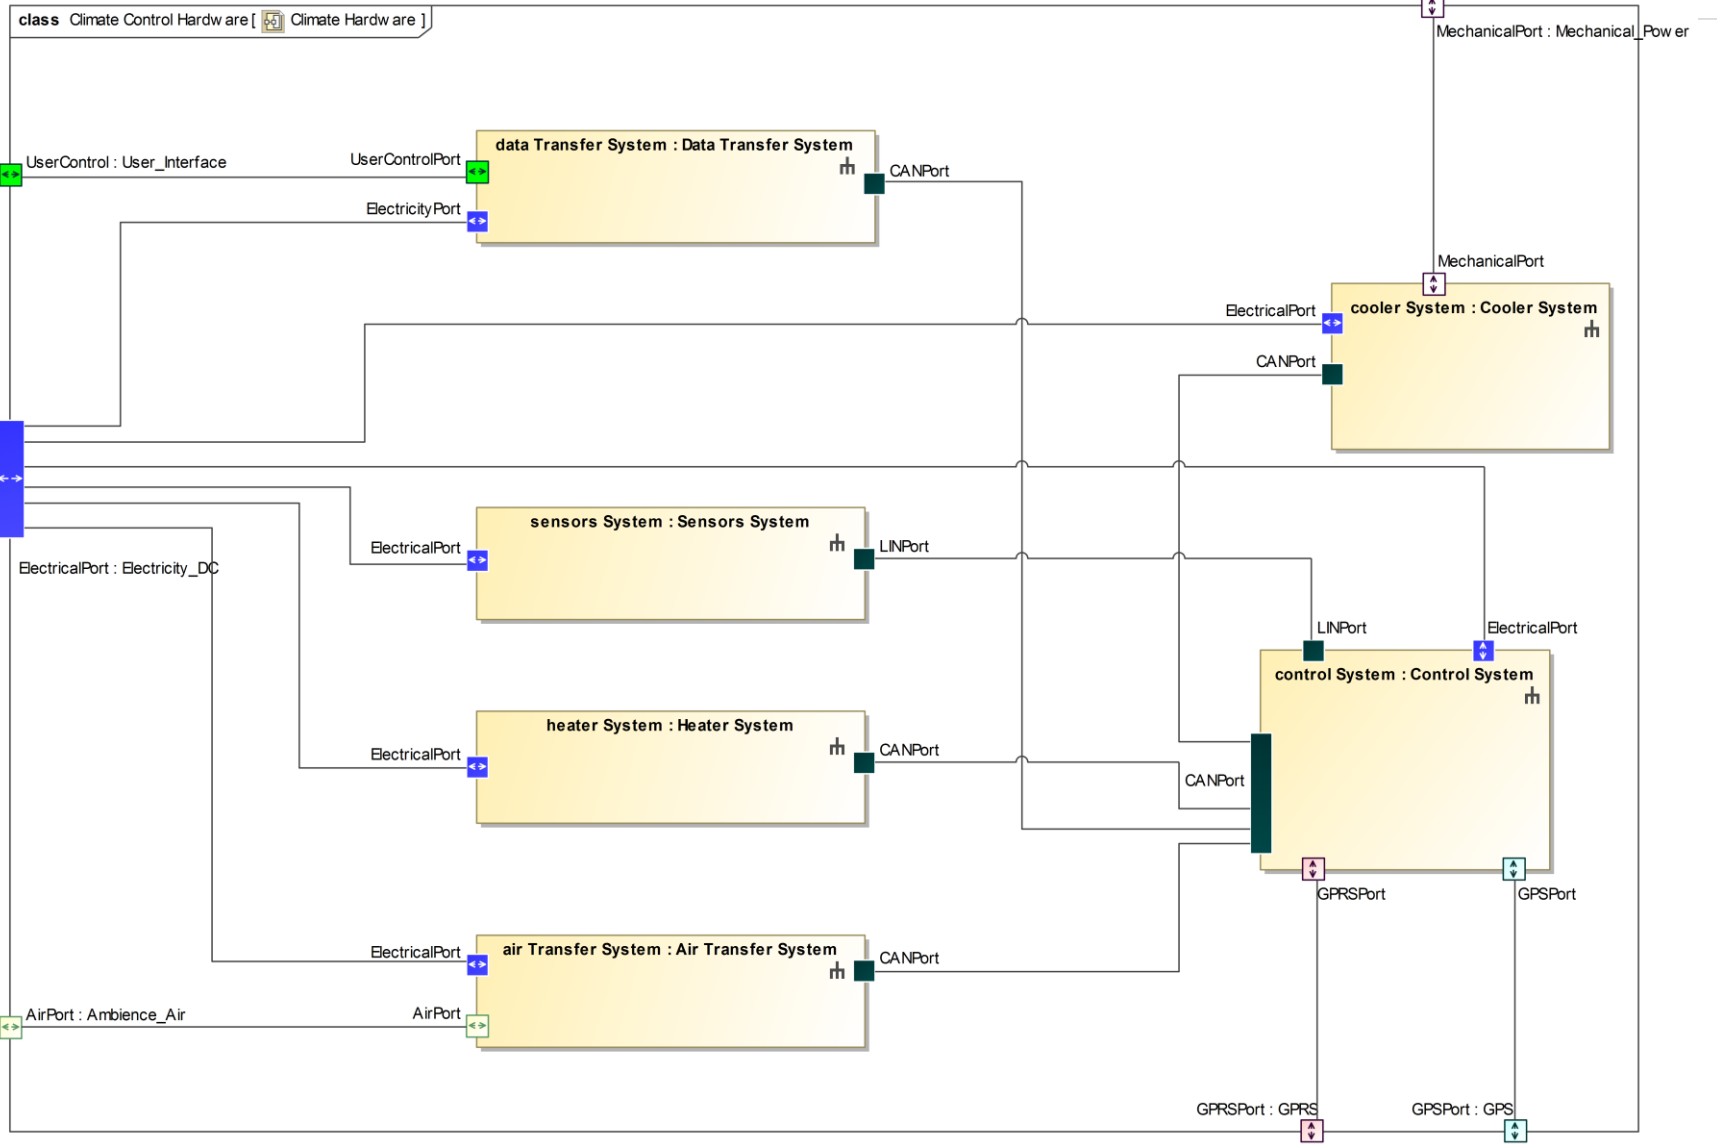 class Climate Control Hardware [ Climate Hardware ]
MechanicalPort : Mechanical_Power
UserControl : User_Interface
UserControlPort
data Transfer System : Data Transfer System
CANPort
ElectricityPort
MechanicalPort
ElectricalPort
cooler System : Cooler System
CANPort
sensors System : Sensors System
ElectricalPort
LINPort
ElectricalPort : Electricity_DC
LINPort
ElectricalPort
control System : Control System
heater System : Heater System
ElectricalPort
CANPort
CANPort
GPRSPort
GPSPort
air Transfer System : Air Transfer System
ElectricalPort
CANPort
AirPort : Ambience_Air
AirPort
GPRSPort : GPRS
GPSPort : GPS